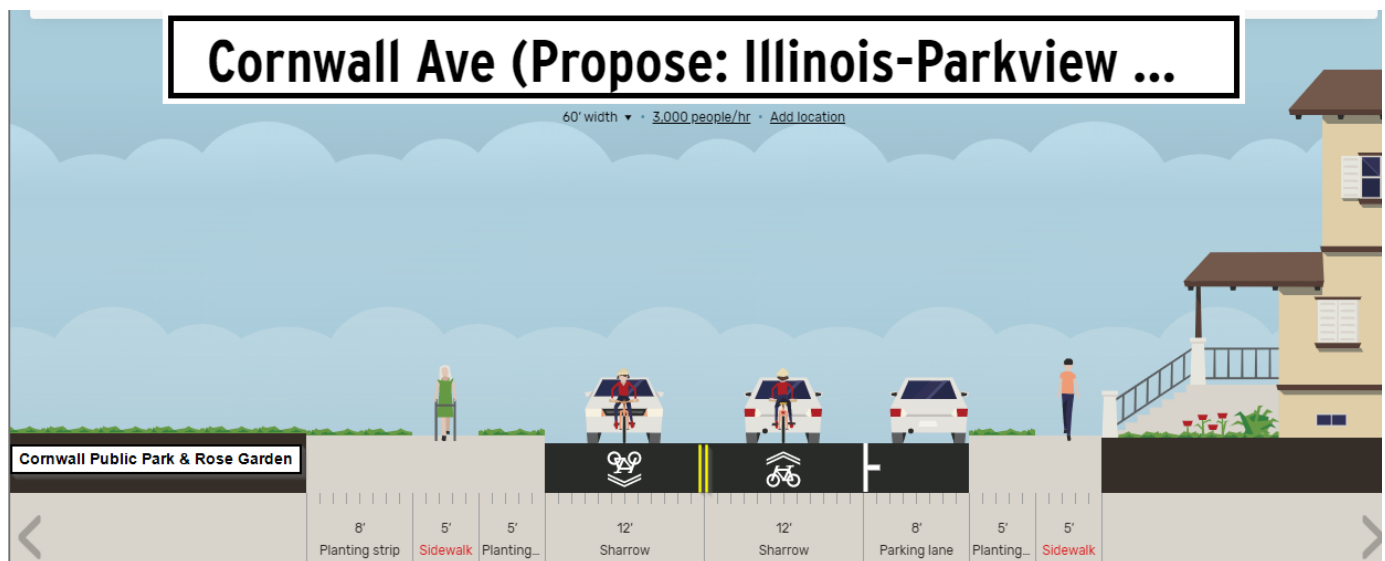 Cornwall Ave (Propose: Illinois-Parkview ...
60' width ▾ · 3,000 people/hr · Add location
Cornwall Public Park & Rose Garden
8' 5' 5' 12' 12' 8' 5' 5'
Planting strip Sidewalk Planting... Sharrow Sharrow Parking lane Planting... Sidewalk